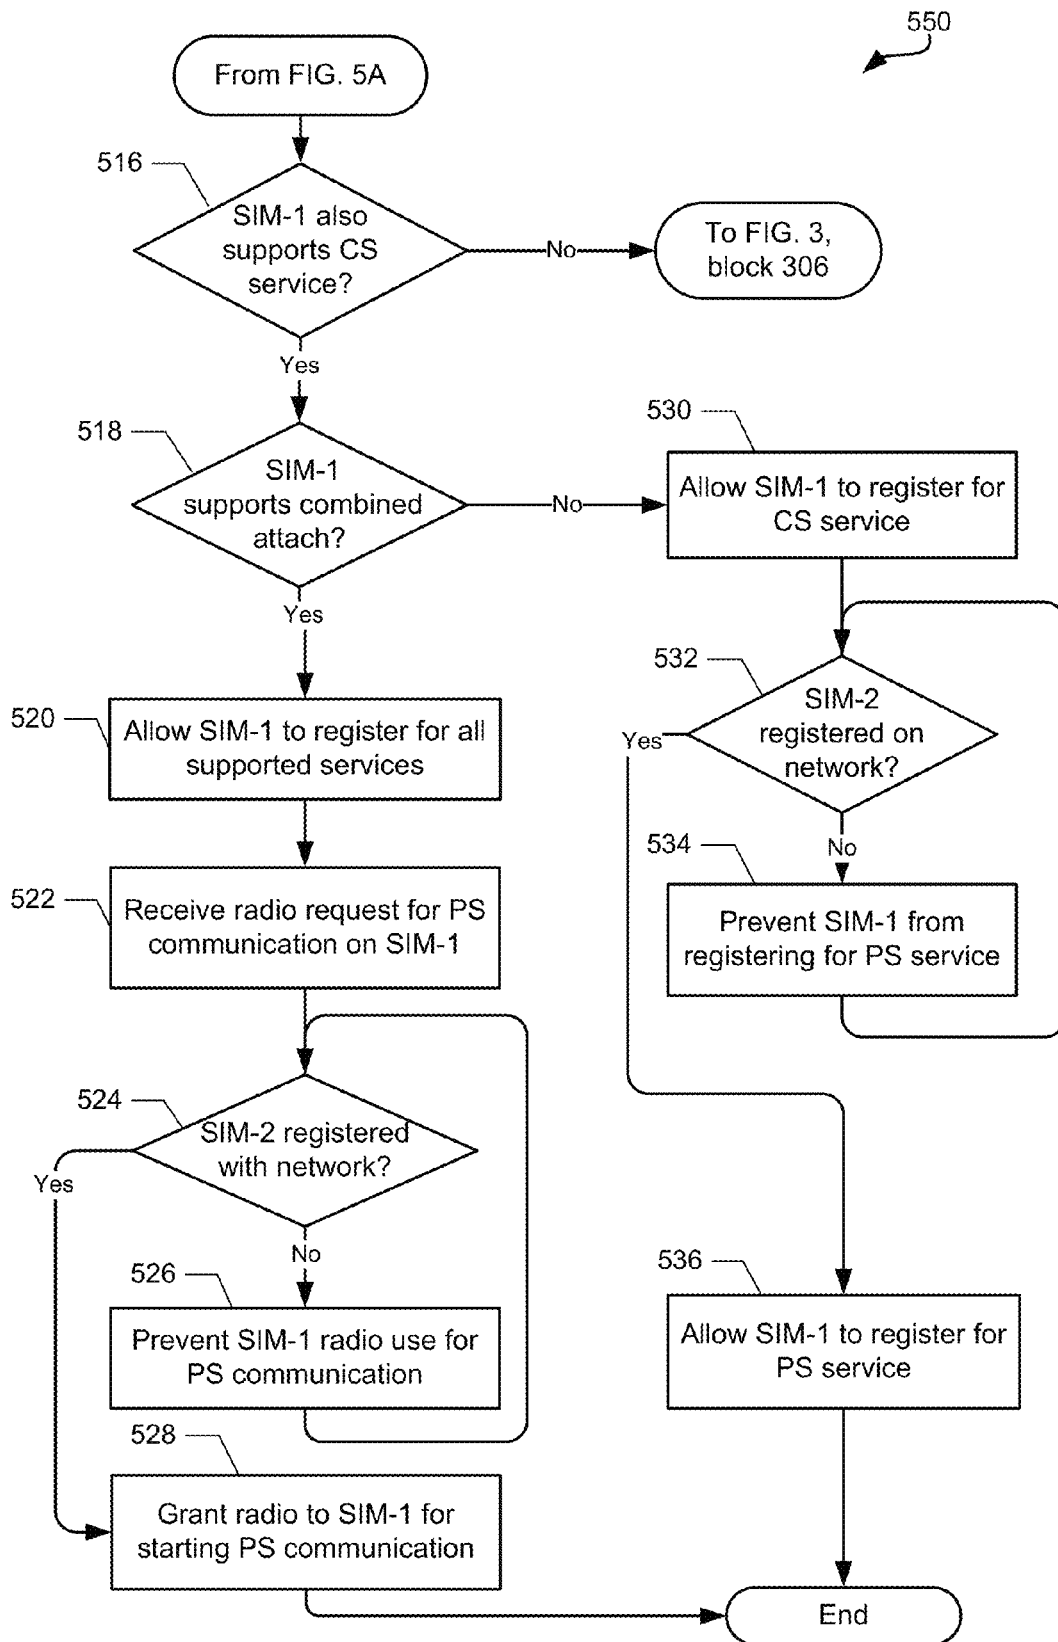 550
From FIG. 5A
516
SIM-1 also
supports CS
service?
No
To FIG. 3,
block 306
Yes
518
SIM-1
supports combined
attach?
No
530
Allow SIM-1 to register for
CS service
Yes
520
Allow SIM-1 to register for all
supported services
532
SIM-2
registered on
network?
Yes
No
522
Receive radio request for PS
communication on SIM-1
534
Prevent SIM-1 from
registering for PS service
524
SIM-2 registered
with network?
Yes
No
526
Prevent SIM-1 radio use for
PS communication
536
Allow SIM-1 to register for
PS service
528
Grant radio to SIM-1 for
starting PS communication
End